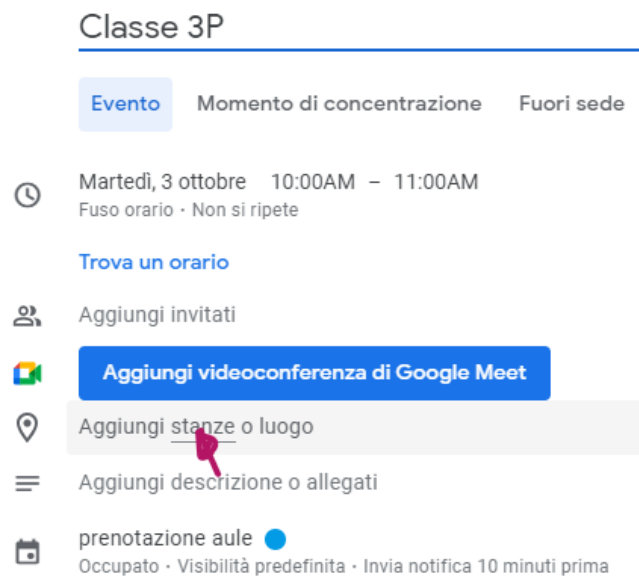 Classe 3P
Evento Momento di concentrazione Fuori sede
Martedì, 3 ottobre 10:00AM – 11:00AM
Fuso orario · Non si ripete
Trova un orario
Aggiungi invitati
Aggiungi videoconferenza di Google Meet
Aggiungi stanze o luogo
Aggiungi descrizione o allegati
prenotazione aule
Occupato · Visibilità predefinita · Invia notifica 10 minuti prima